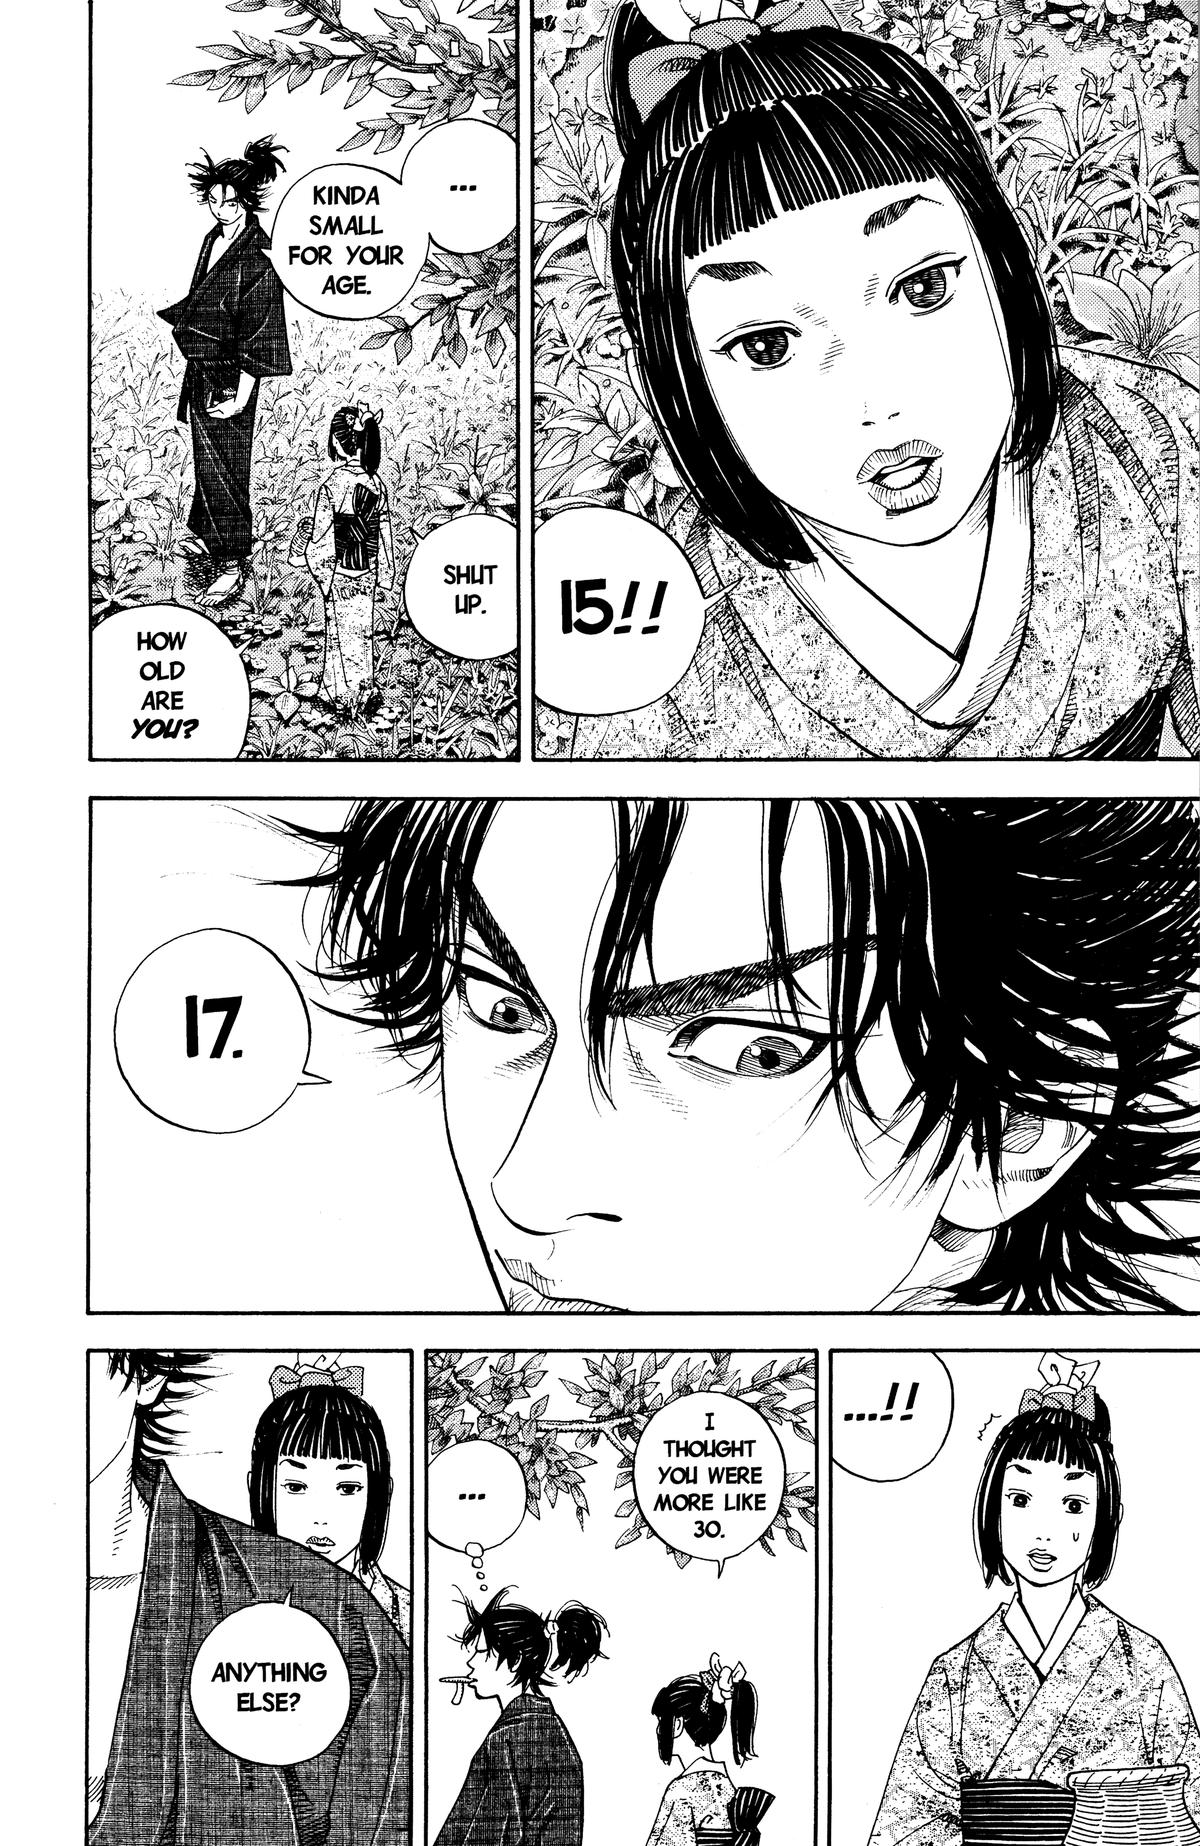 15!!
...
KINDA
SMALL
FOR YOUR
AGE.
SHUT
UP.
HOW
OLD
ARE
YOU?
17.
....!!
I
THOUGHT
YOU WERE
MORE LIKE
30.
...
ANYTHING
ELSE?